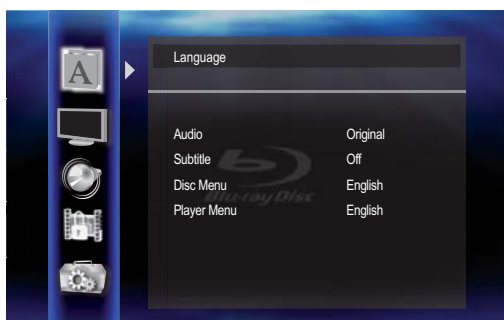 A
Language
Audio Original
Subtitle Off
Disc Menu English
Player Menu English
Blu-ray Disc